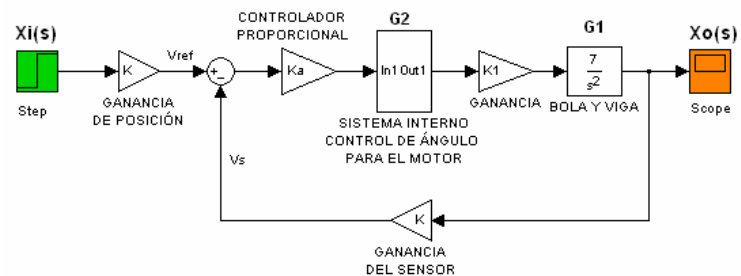 Xi(s)
CONTROLADOR
PROPORCIONAL
G2
G1
Xo(s)
K
Vref
+
-
Ka
In1 Out1
K1
7
s²
Step
GANANCIA
DE POSICIÓN
GANANCIA
BOLA Y VIGA
Scope
SISTEMA INTERNO
CONTROL DE ÁNGULO
PARA EL MOTOR
Vs
K
GANANCIA
DEL SENSOR